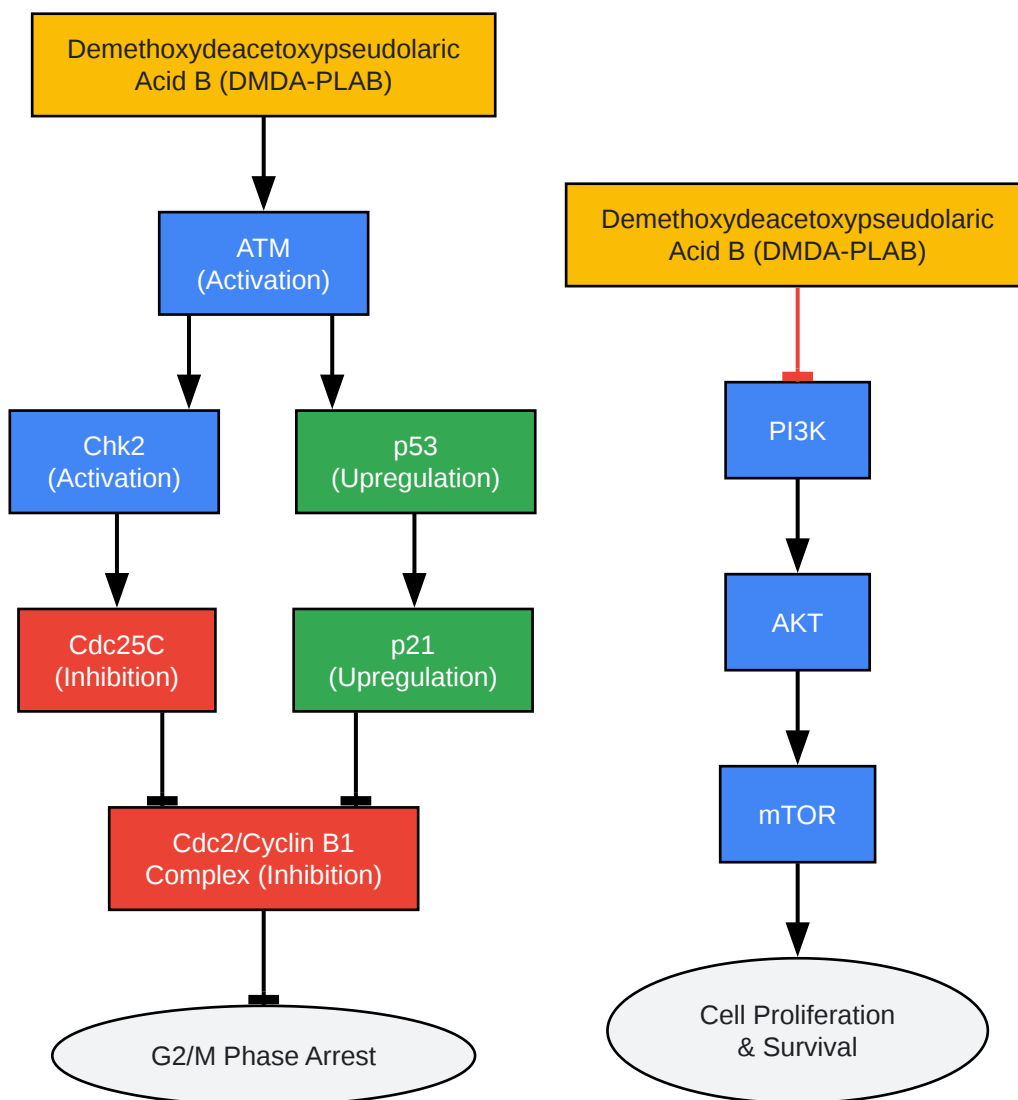 Demethoxydeacetoxypseudolaric
Acid B (DMDA-PLAB)
ATM
(Activation)
Chk2
(Activation)
p53
(Upregulation)
Cdc25C
(Inhibition)
p21
(Upregulation)
Cdc2/Cyclin B1
Complex (Inhibition)
G2/M Phase Arrest
Demethoxydeacetoxypseudolaric
Acid B (DMDA-PLAB)
PI3K
AKT
mTOR
Cell Proliferation
& Survival